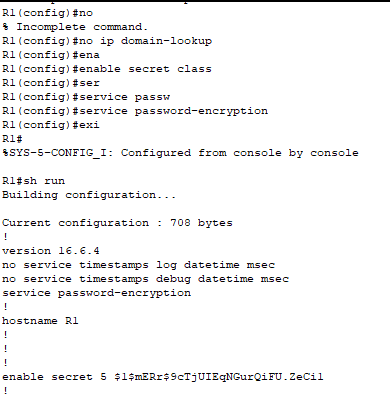 R1(config)#no
% Incomplete command.
R1(config)#no ip domain-lookup
R1(config)#ena
R1(config)#enable secret class
R1(config)#ser
R1(config)#service passw
R1(config)#service password-encryption
R1(config)#exi
R1#
%SYS-5-CONFIG_I: Configured from console by console
R1#sh run
Building configuration...
Current configuration : 708 bytes
!
version 16.6.4
no service timestamps log datetime msec
no service timestamps debug datetime msec
service password-encryption
!
hostname R1
!
!
!
enable secret 5 $1$mERr$9cTjUIEqNGurQiFU.ZeCi1
!